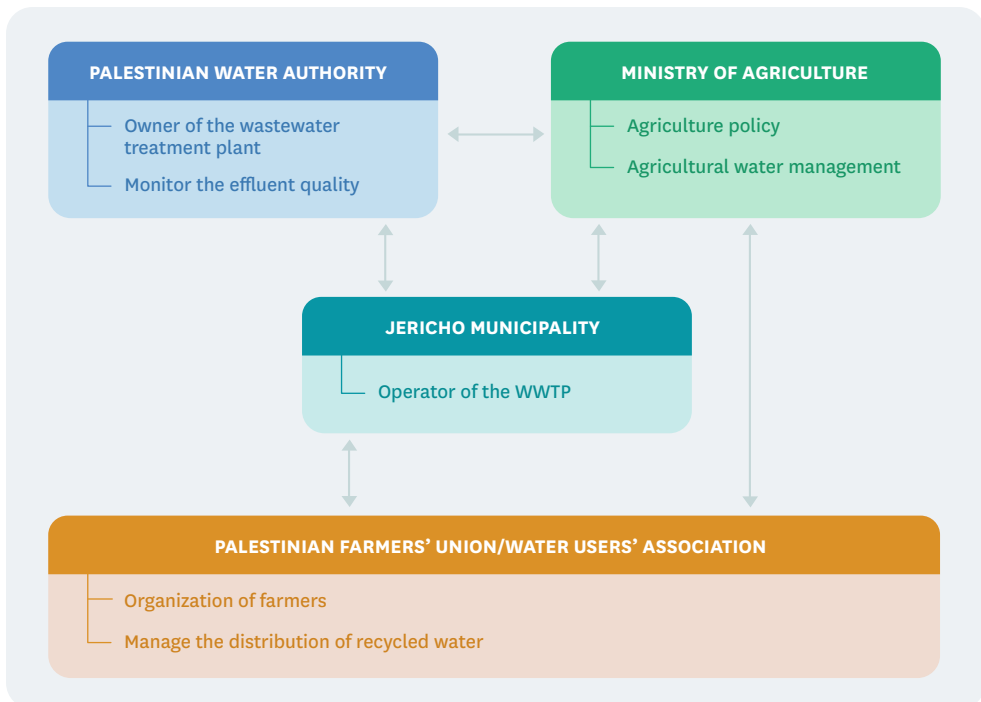 PALESTINIAN WATER AUTHORITY
Owner of the wastewater
treatment plant
Monitor the effluent quality
MINISTRY OF AGRICULTURE
Agriculture policy
Agricultural water management
JERICHO MUNICIPALITY
Operator of the WWTP
PALESTINIAN FARMERS’ UNION/WATER USERS’ ASSOCIATION
Organization of farmers
Manage the distribution of recycled water